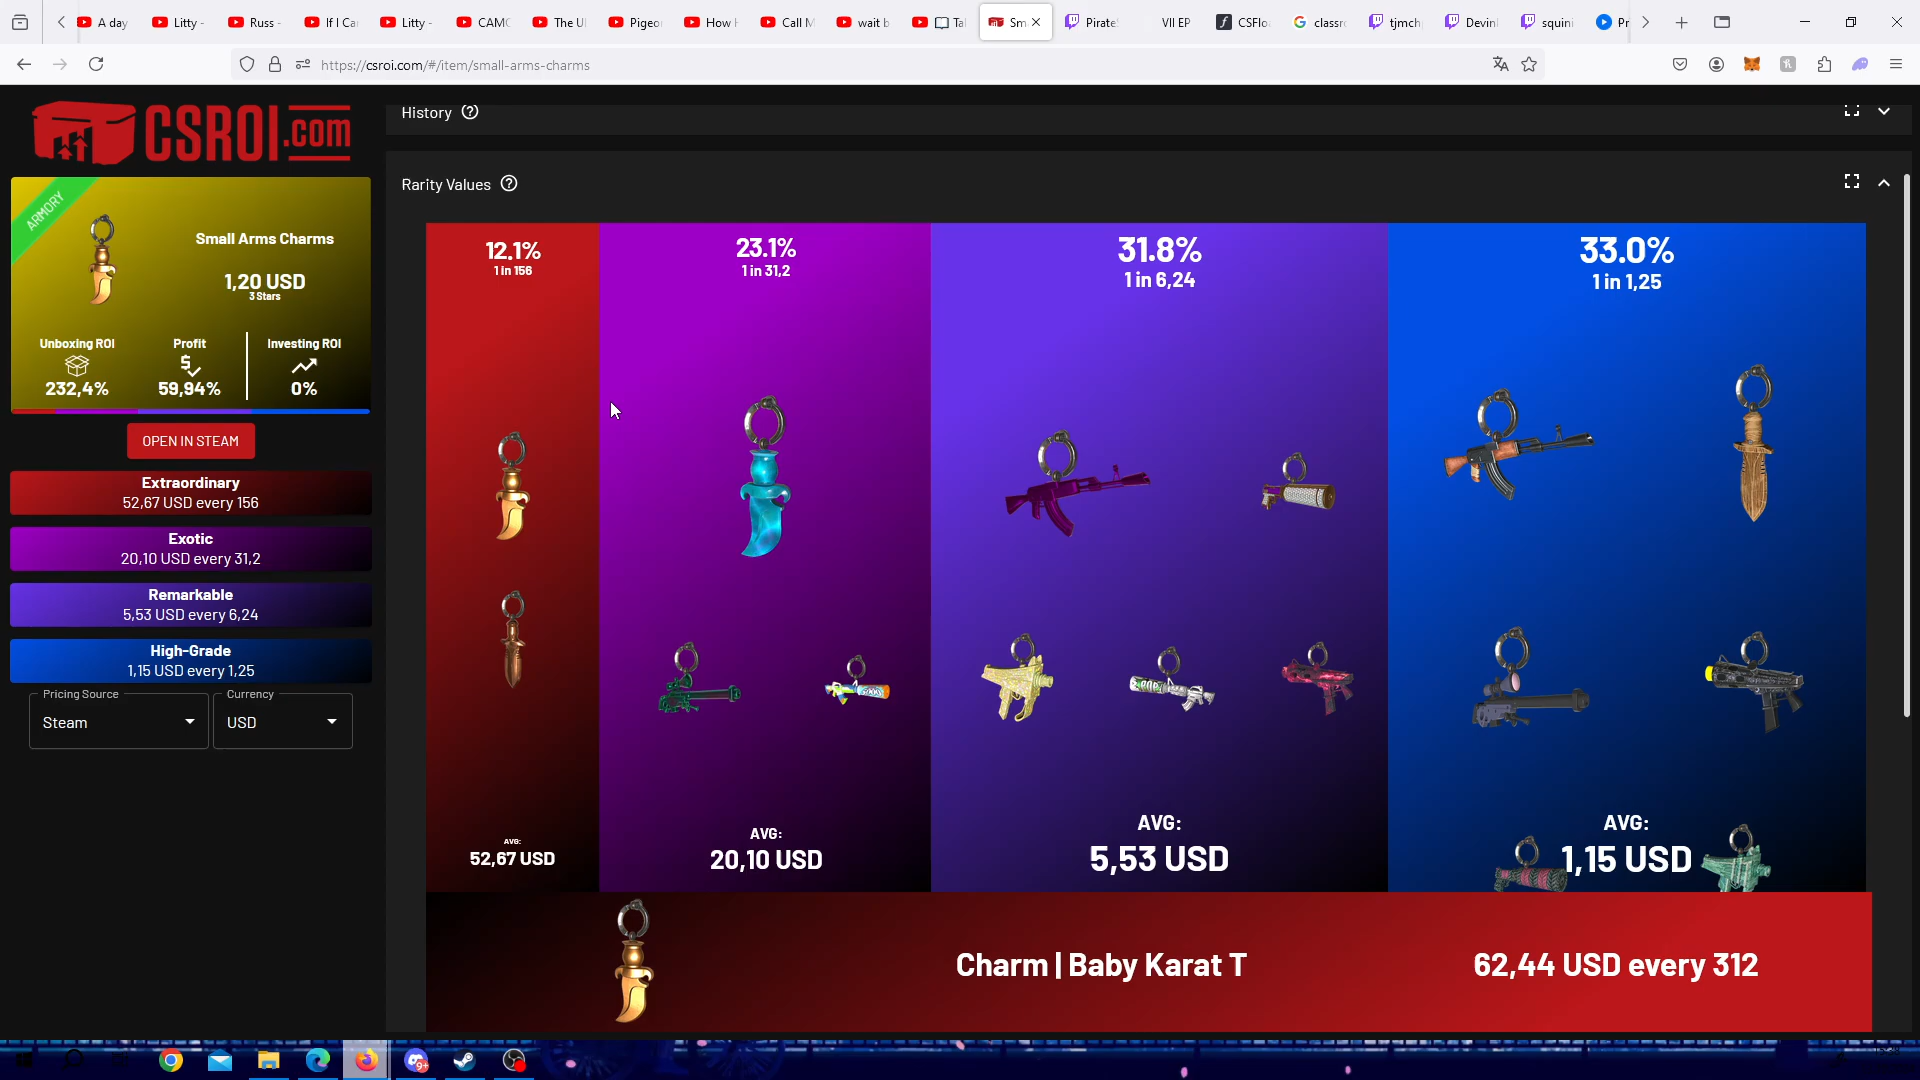 A day
Litty -
Russ -
If I Ca
Litty -
CAMO
The U
Pigeo
How H
Call M
wait b
Tal
Sm
Pirate
VII EP
CSFlo
classro
tjmch
Devinl
squini
Pr
https://csroi.com/#/item/small-arms-charms
CSROI.com
ARMORY
Small Arms Charms
1,20 USD
3 Stars
Unboxing ROI
Profit
Investing ROI
232,4%
59,94%
0%
OPEN IN STEAM
Extraordinary
52,67 USD every 156
Exotic
20,10 USD every 31,2
Remarkable
5,53 USD every 6,24
High-Grade
1,15 USD every 1,25
Pricing Source
Currency
Steam
USD
History
Rarity Values
12.1%
1 in 156
23.1%
1 in 31,2
31.8%
1 in 6,24
33.0%
1 in 1,25
AVG:
52,67 USD
AVG:
20,10 USD
AVG:
5,53 USD
AVG:
1,15 USD
Charm | Baby Karat T
62,44 USD every 312
9+